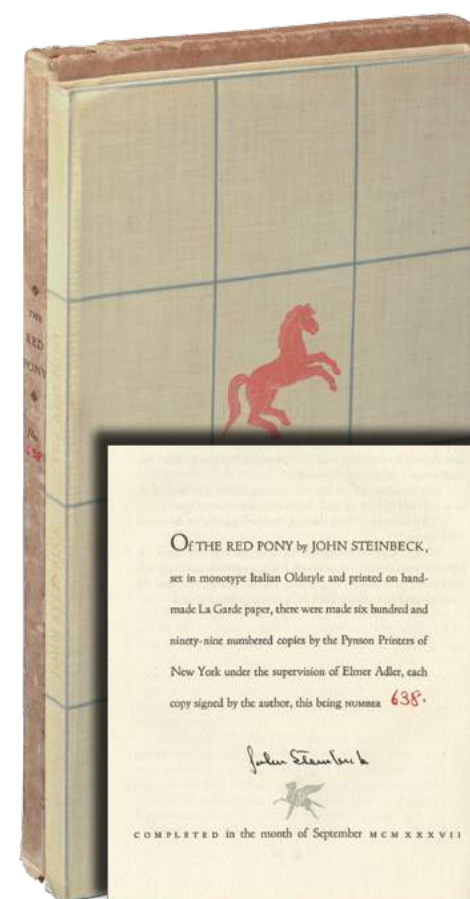 THE
RED
PONY
No.
638
OF THE RED PONY by JOHN STEINBECK,
set in monotype Italian Oldstyle and printed on hand-
made La Garde paper, there were made six hundred and
ninety-nine numbered copies by the Pynson Printers of
New York under the supervision of Elmer Adler, each
copy signed by the author, this being NUMBER 638.
John Steinbeck
COMPLETED in the month of September MCMXXXVII